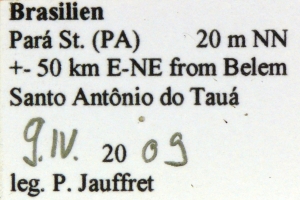 Brasilien
Pará St. (PA) 20 m NN
+- 50 km E-NE from Belem
Santo Antônio do Tauá
9.IV. 20 09
leg. P. Jauffret